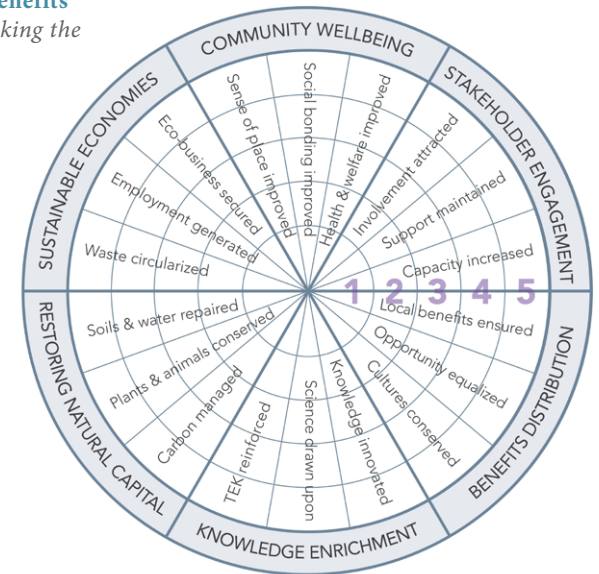 enefits
king the
COMMUNITY WELLBEING
Sense of place improved
Social bonding improved
Health & welfare improved
STAKEHOLDER ENGAGEMENT
Involvement attracted
Support maintained
Capacity increased
1 2 3 4 5
BENEFITS DISTRIBUTION
Local benefits ensured
Opportunity equalized
Cultures conserved
KNOWLEDGE ENRICHMENT
Knowledge innovated
Science drawn upon
TEK reinforced
RESTORING NATURAL CAPITAL
Carbon managed
Plants & animals conserved
Soils & water repaired
SUSTAINABLE ECONOMIES
Waste circularized
Employment generated
Eco-business secured